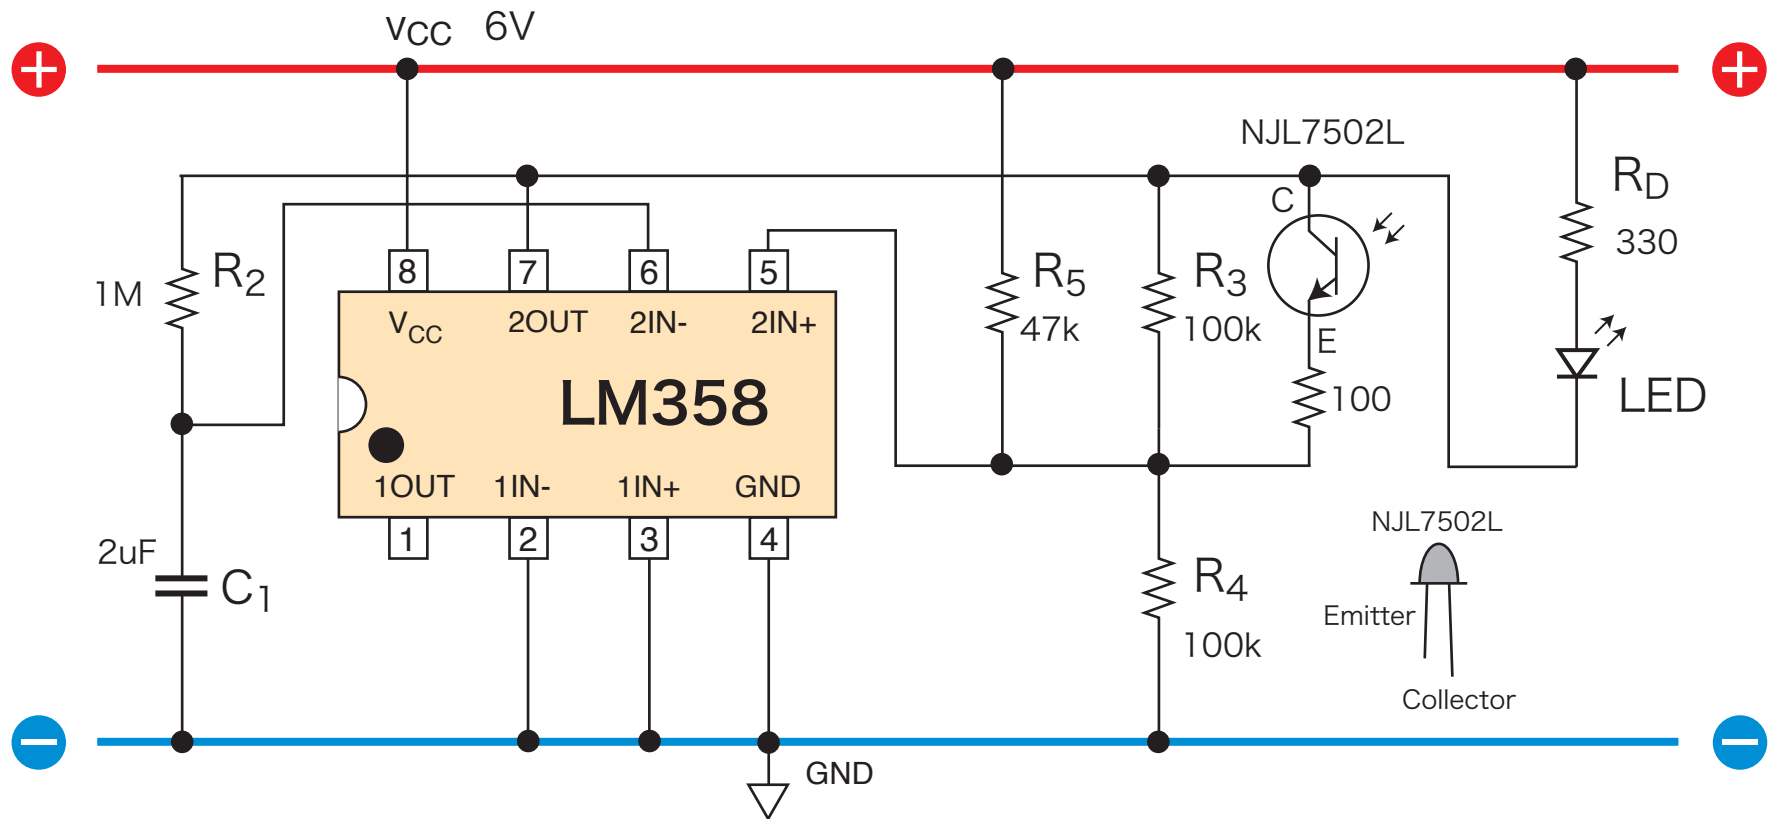 VCC 6V
NJL7502L
C
RD
330
R2
1M
8
7
6
5
R5
47k
R3
100k
VCC
2OUT
2IN-
2IN+
E
LM358
100
LED
1OUT
1IN-
1IN+
GND
1
2
3
4
2uF
C1
R4
100k
NJL7502L
Emitter
Collector
GND